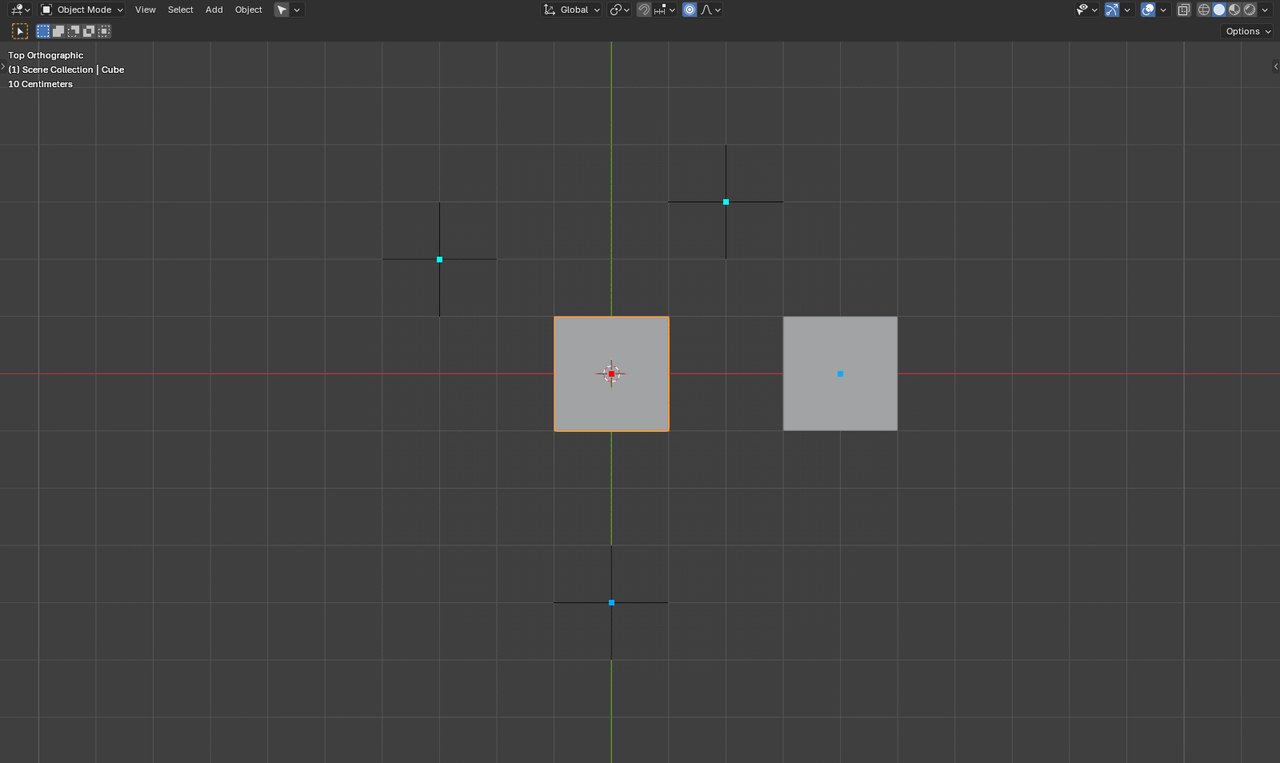 Object Mode View Select Add Object Global
Options
Top Orthographic
(1) Scene Collection | Cube
10 Centimeters